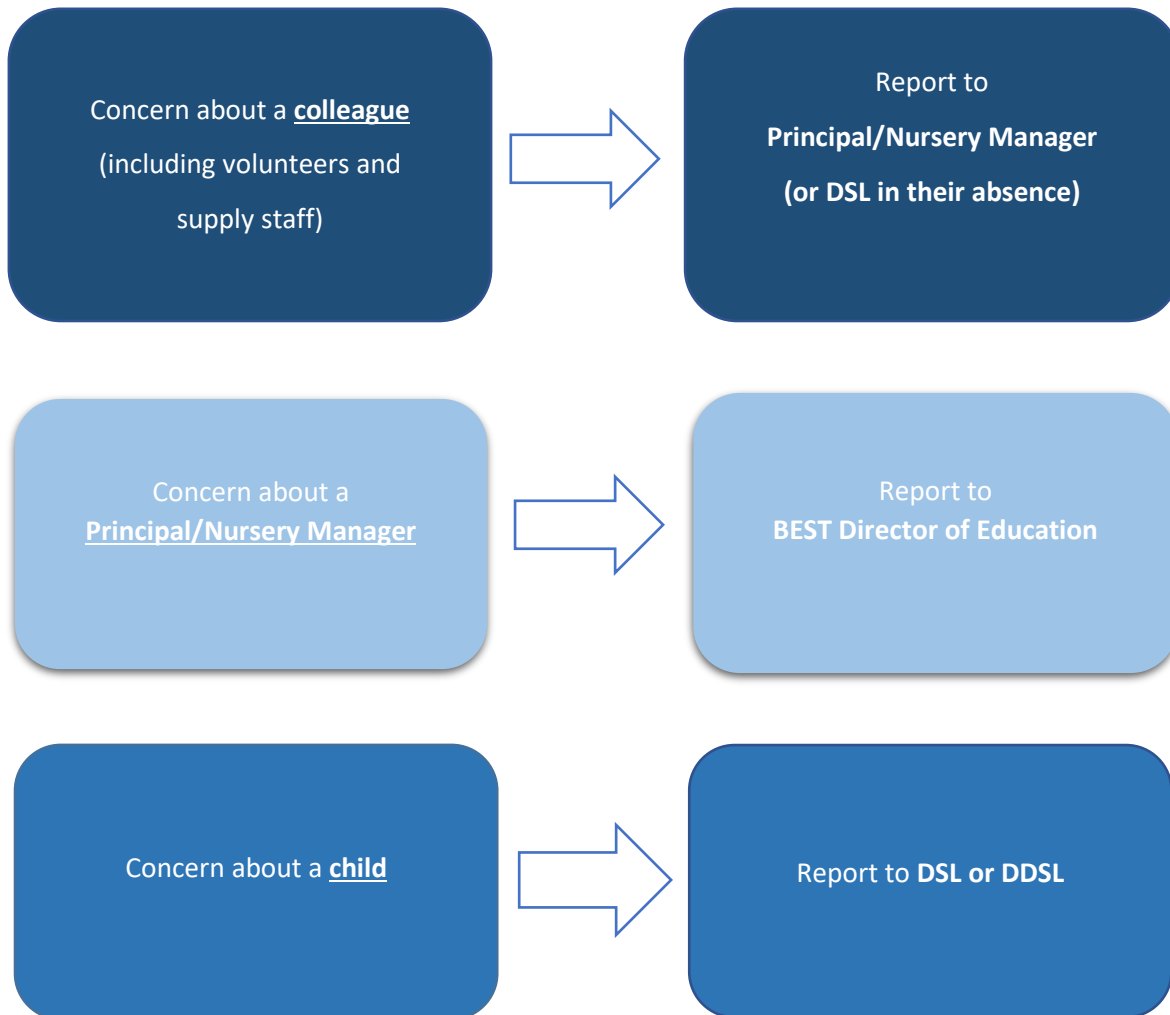 Concern about a colleague
(including volunteers and
supply staff)
Report to
Principal/Nursery Manager
(or DSL in their absence)
Concern about a
Principal/Nursery Manager
Report to
BEST Director of Education
Concern about a child
Report to DSL or DDSL